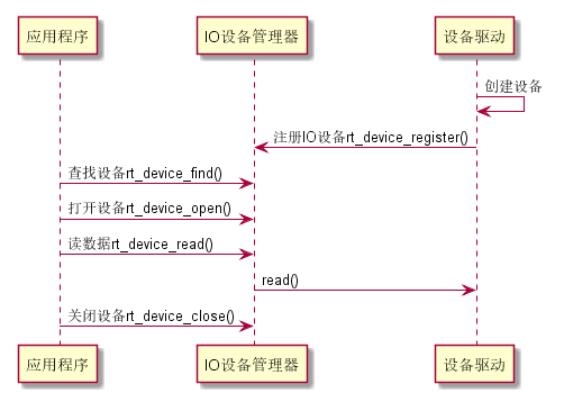 应用程序
IO设备管理器
设备驱动
创建设备
注册IO设备rt_device_register()
查找设备rt_device_find()
打开设备rt_device_open()
读数据rt_device_read()
read()
关闭设备rt_device_close()
应用程序
IO设备管理器
设备驱动